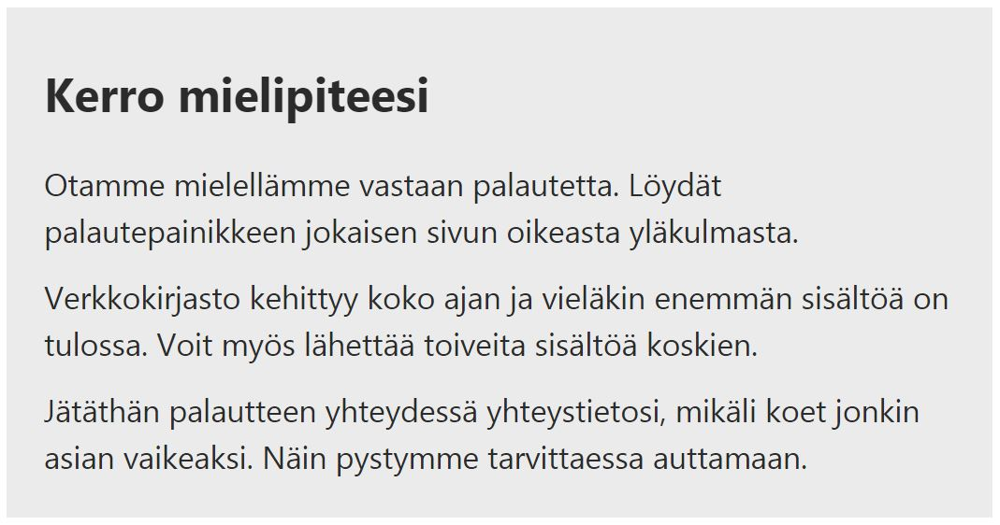 Kerro mielipiteesi
Otamme mielellämme vastaan palautetta. Löydät
palautepainikkeen jokaisen sivun oikeasta yläkulmasta.
Verkkokirjasto kehittyy koko ajan ja vieläkin enemmän sisältöä on
tulossa. Voit myös lähettää toiveita sisältöä koskien.
Jätäthän palautteen yhteydessä yhteystietosi, mikäli koet jonkin
asian vaikeaksi. Näin pystymme tarvittaessa auttamaan.